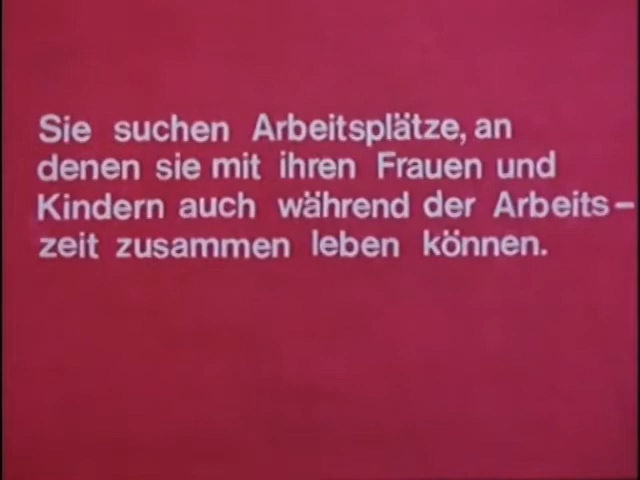 Sie suchen Arbeitsplätze, an
denen sie mit ihren Frauen und
Kindern auch während der Arbeits-
zeit zusammen leben können.